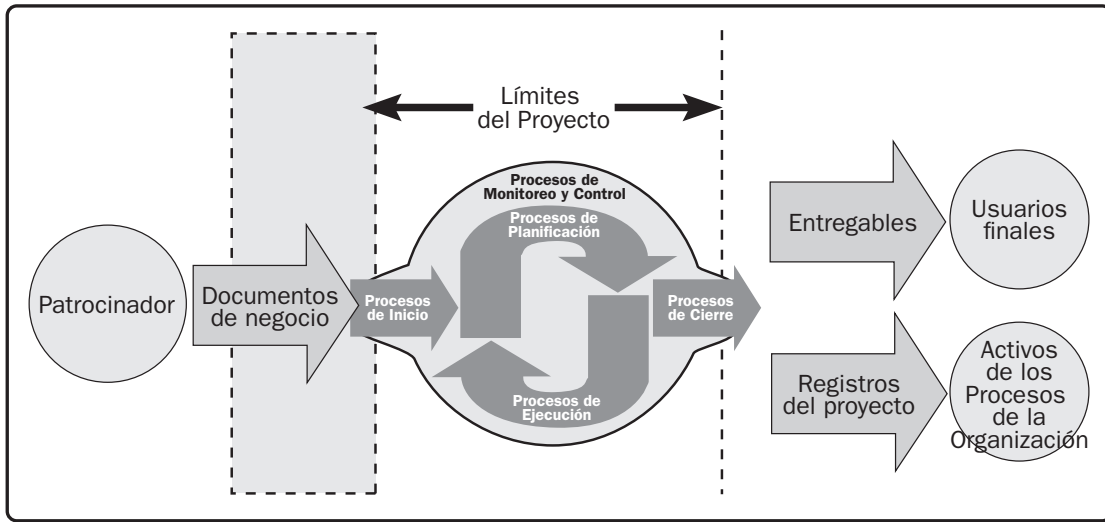 Límites
del Proyecto
Patrocinador
Documentos
de negocio
Procesos
de Inicio
Procesos de
Monitoreo y Control
Procesos de
Planificación
Procesos de
Ejecución
Procesos
de Cierre
Entregables
Usuarios
finales
Registros
del proyecto
Activos
de los
Procesos
de la
Organización